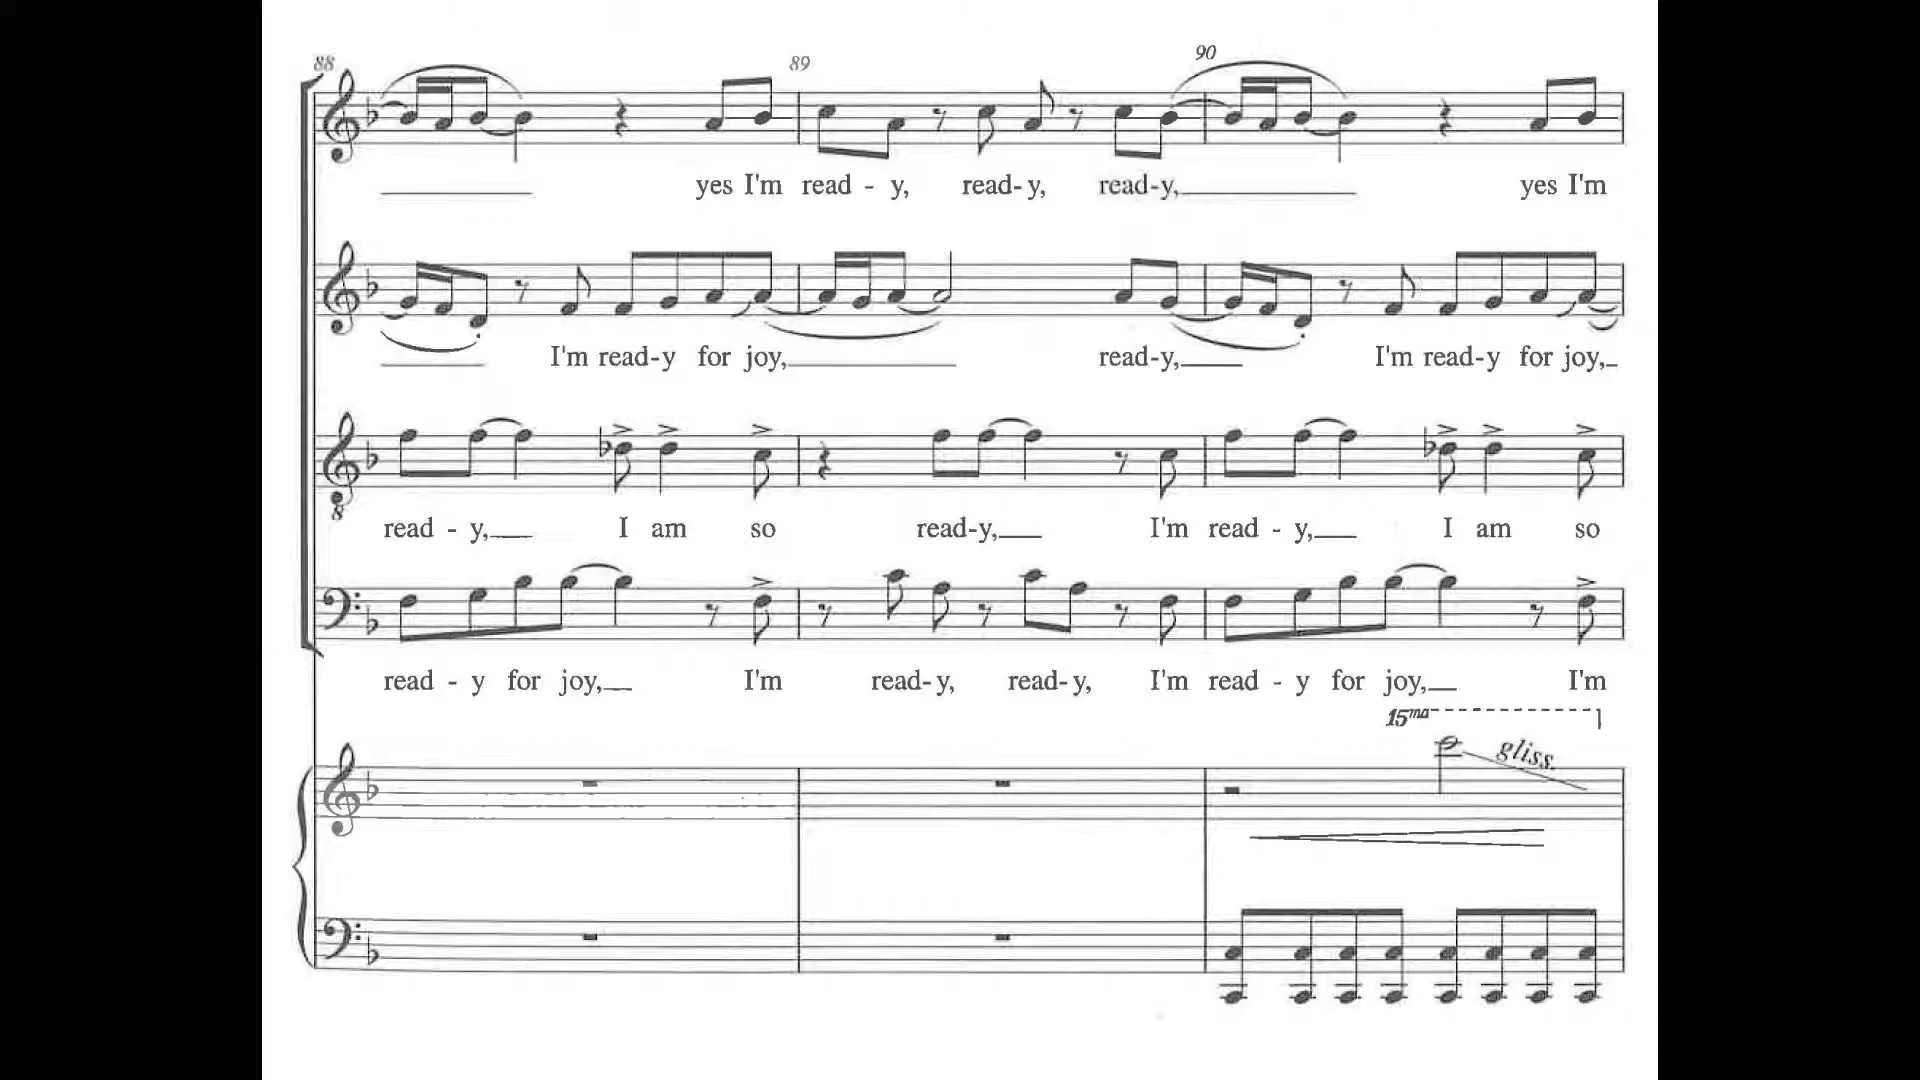 88 89 90
yes I'm read - y, read-y, read-y, yes I'm
I'm read-y for joy, read-y, I'm read-y for joy,
8
read - y, I am so read-y, I'm read - y, I am so
read - y for joy, I'm read-y, read-y, I'm read - y for joy, I'm
15ma
gliss.